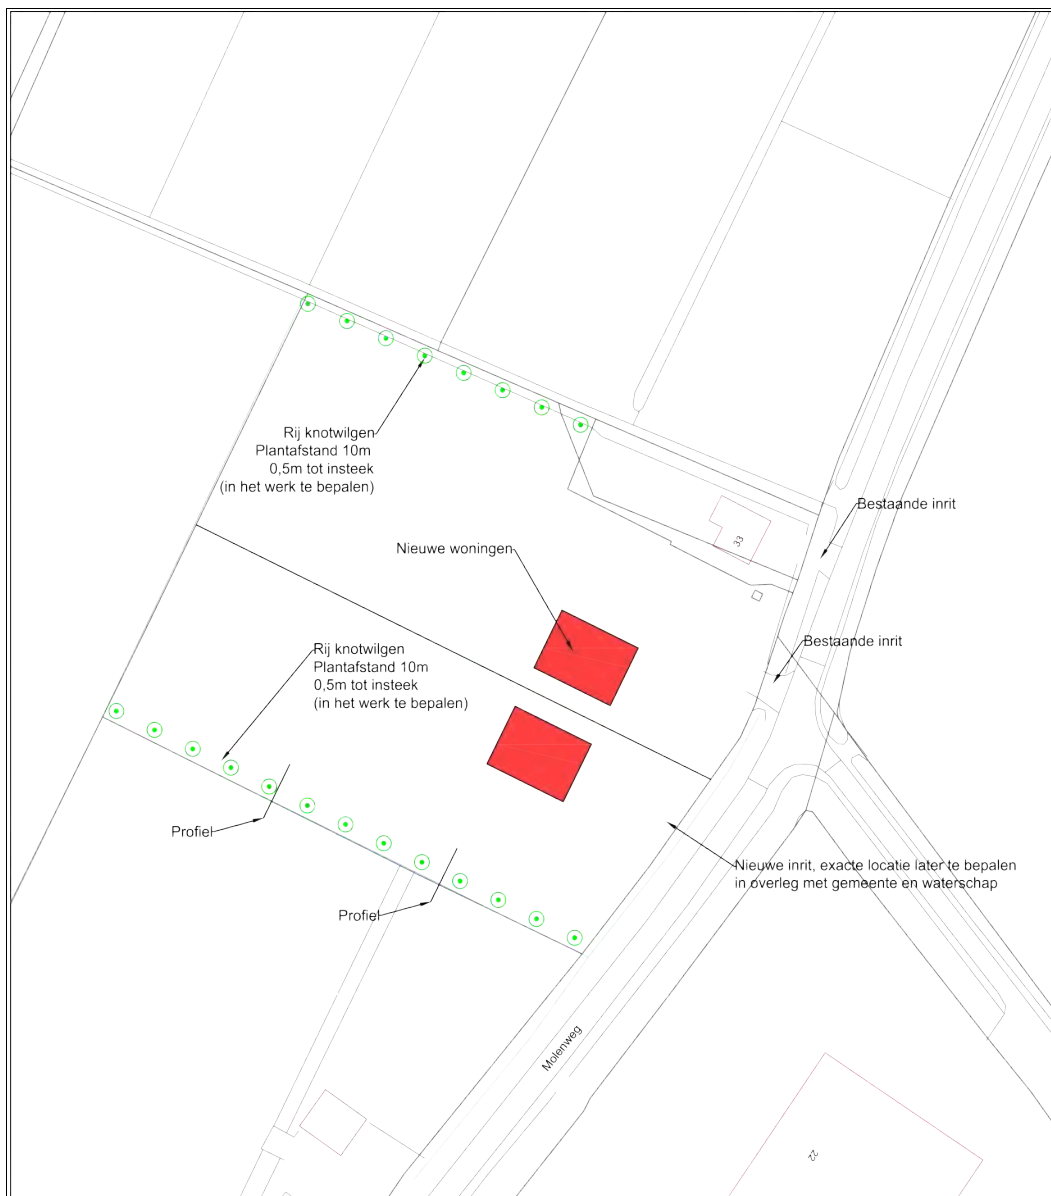 Rij knotwilgen
Plantafstand 10m
0,5m tot insteek
(in het werk te bepalen)
Bestaande inrit
33
Nieuwe woningen
Bestaande inrit
Rij knotwilgen
Plantafstand 10m
0,5m tot insteek
(in het werk te bepalen)
Profiel
Nieuwe inrit, exacte locatie later te bepalen
in overleg met gemeente en waterschap
Profiel
Molenweg
22